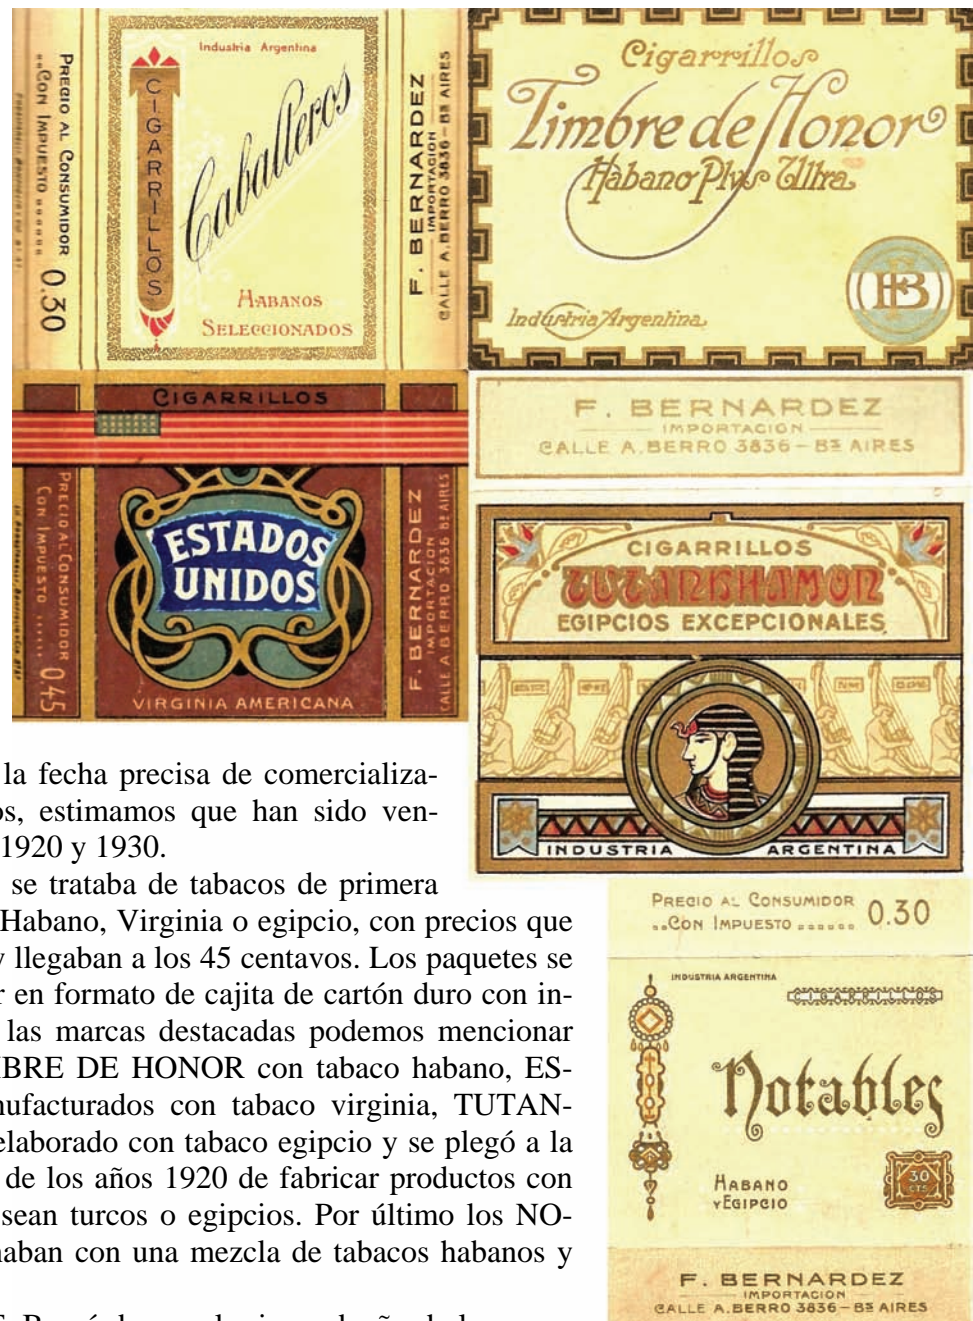 PRECIO AL CONSUMIDOR
..CON IMPUESTO ...... 0.30
CIGARRILLOS
Industria Argentina
Caballeros
HABANOS
SELECCIONADOS
F. BERNARDEZ
IMPORTACION
CALLE A. BERRO 3836 – Bs AIRES
Cigarrillos
Timbre de Honor
Habano Plus Ultra
Industria Argentina
FB
F. BERNARDEZ
IMPORTACION
CALLE A. BERRO 3836 – Bs AIRES
PRECIO AL CONSUMIDOR
CON IMPUESTO ..... 0.45
CIGARRILLOS
ESTADOS
UNIDOS
VIRGINIA AMERICANA
F. BERNARDEZ
IMPORTACION
CALLE A. BERRO 3836 Bs AIRES
CIGARRILLOS
TUTANKHAMON
EGIPCIOS EXCEPCIONALES
INDUSTRIA ARGENTINA
la fecha precisa de comercializa-
os, estimamos que han sido ven-
1920 y 1930.
se trataba de tabacos de primera
Habano, Virginia o egipcio, con precios que
y llegaban a los 45 centavos. Los paquetes se
r en formato de cajita de cartón duro con in-
las marcas destacadas podemos mencionar
MBRE DE HONOR con tabaco habano, ES-
nufacturados con tabaco virginia, TUTAN-
elaborado con tabaco egipcio y se plegó a la
de los años 1920 de fabricar productos con
sean turcos o egipcios. Por último los NO-
naban con una mezcla de tabacos habanos y
PRECIO AL CONSUMIDOR
..CON IMPUESTO ...... 0.30
INDUSTRIA ARGENTINA
CIGARRILLOS
Notables
HABANO
Y EGIPCIO
30
CTS.
F. BERNARDEZ
IMPORTACION
CALLE A. BERRO 3836 – Bs AIRES